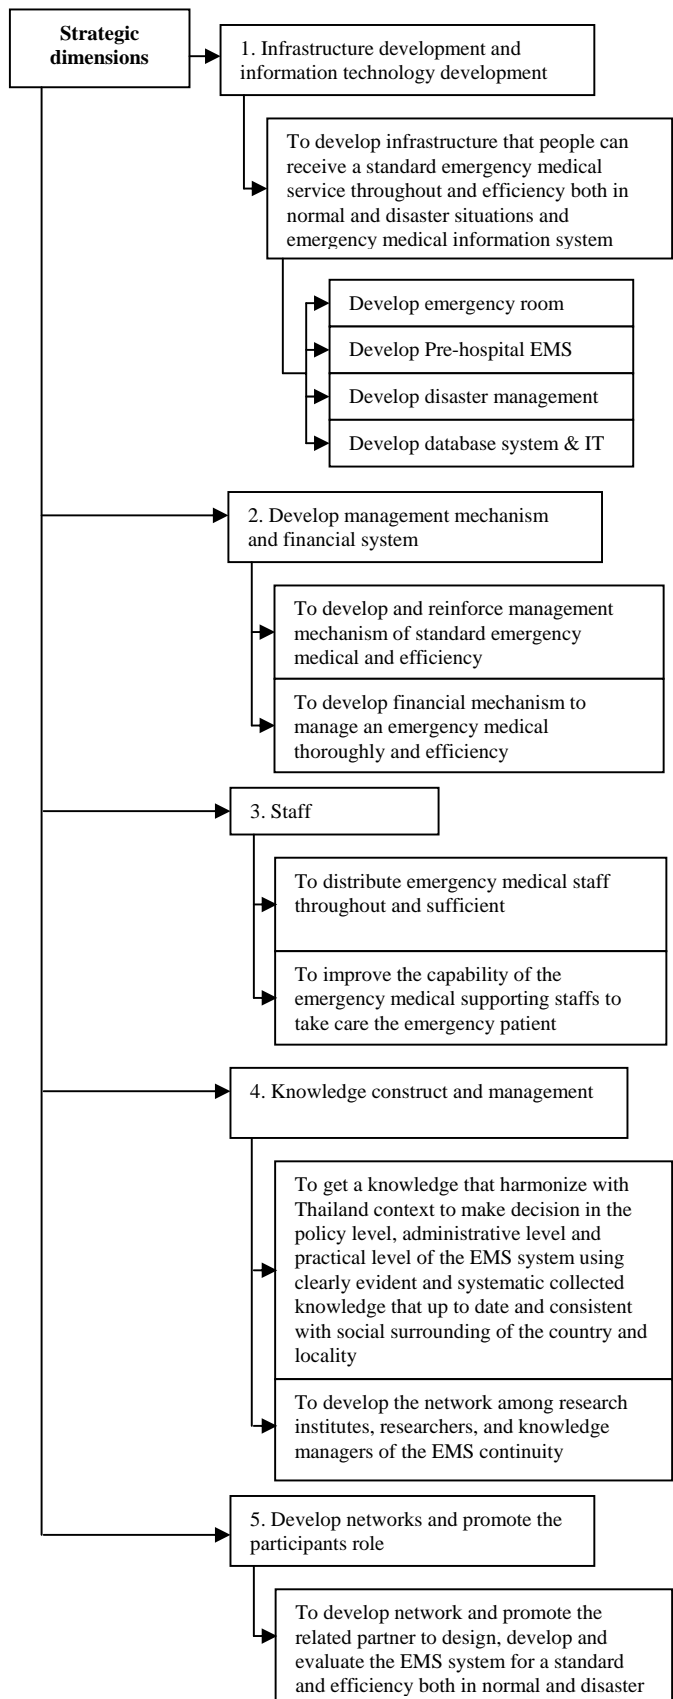 Strategic
dimensions
1. Infrastructure development and
information technology development
To develop infrastructure that people can
receive a standard emergency medical
service throughout and efficiency both in
normal and disaster situations and
emergency medical information system
Develop emergency room
Develop Pre-hospital EMS
Develop disaster management
Develop database system & IT
2. Develop management mechanism
and financial system
To develop and reinforce management
mechanism of standard emergency
medical and efficiency
To develop financial mechanism to
manage an emergency medical
thoroughly and efficiency
3. Staff
To distribute emergency medical staff
throughout and sufficient
To improve the capability of the
emergency medical supporting staffs to
take care the emergency patient
4. Knowledge construct and management
To get a knowledge that harmonize with
Thailand context to make decision in the
policy level, administrative level and
practical level of the EMS system using
clearly evident and systematic collected
knowledge that up to date and consistent
with social surrounding of the country and
locality
To develop the network among research
institutes, researchers, and knowledge
managers of the EMS continuity
5. Develop networks and promote the
participants role
To develop network and promote the
related partner to design, develop and
evaluate the EMS system for a standard
and efficiency both in normal and disaster